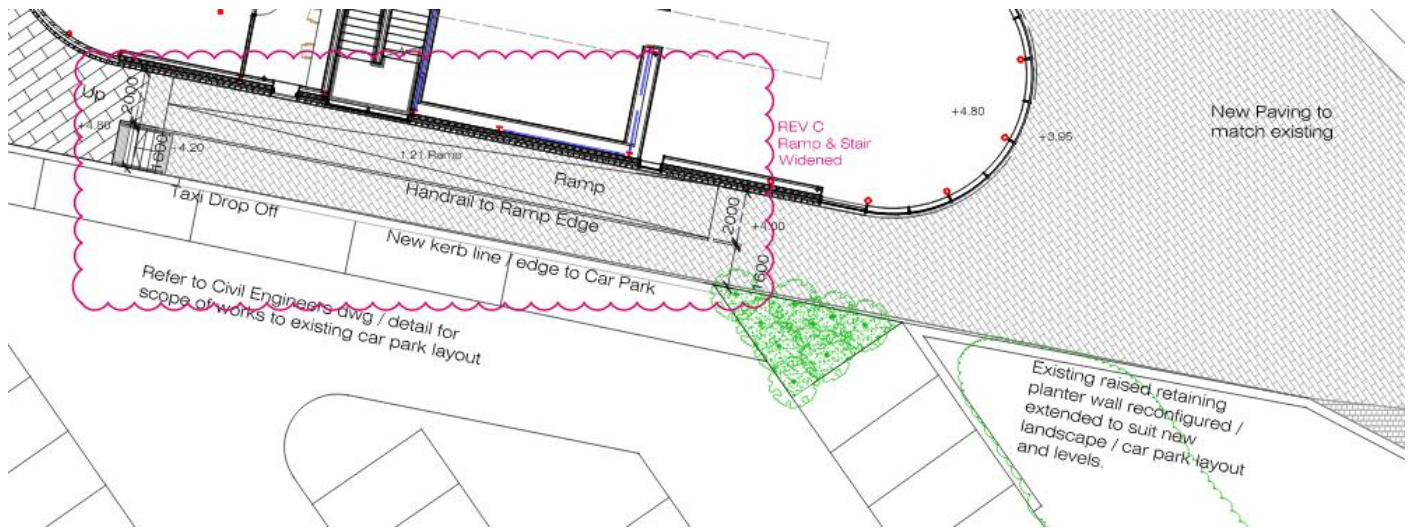 Up
2000
+4.80
1600
+4.20
1:21 Ramp
Ramp
Handrail to Ramp Edge
Taxi Drop Off
New kerb line / edge to Car Park
2000
+4.00
1600
REV C
Ramp & Stair
Widened
+4.80
+3.95
New Paving to
match existing
Refer to Civil Engineers dwg / detail for
scope of works to existing car park layout
Existing raised retaining
planter wall reconfigured /
extended to suit new
landscape / car park layout
and levels.